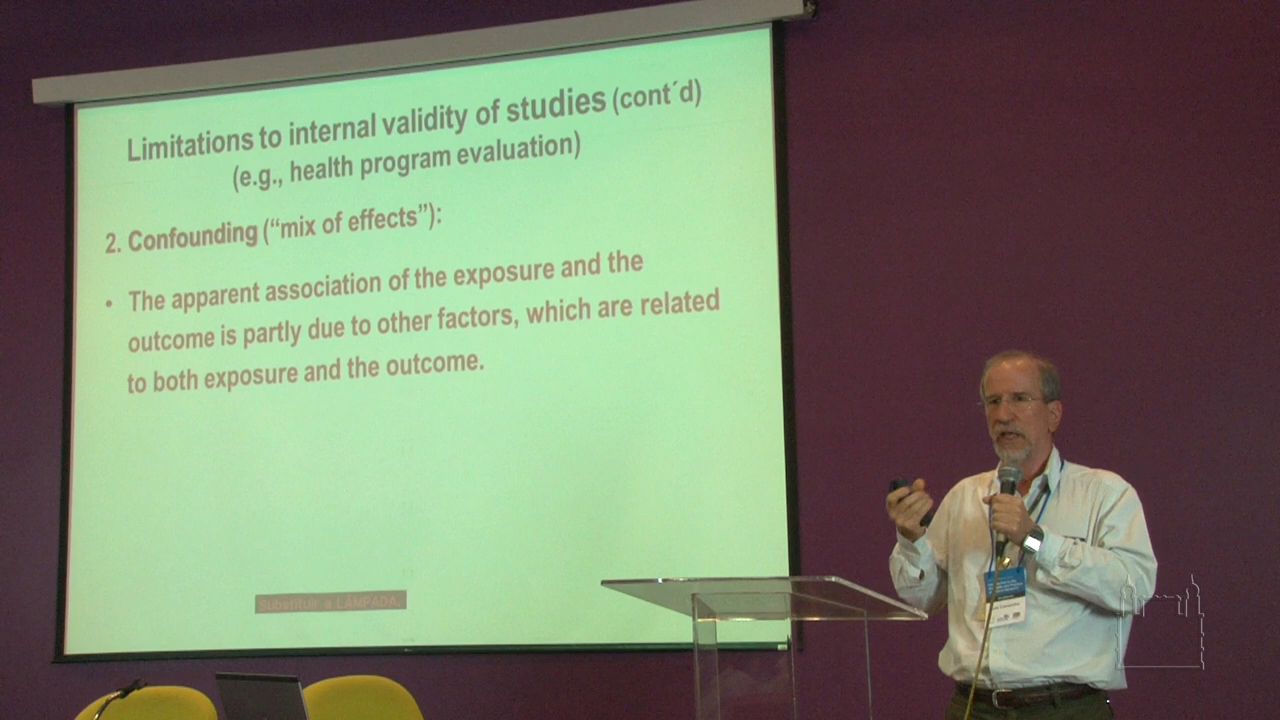 Limitations to internal validity of studies (cont´d)
(e.g., health program evaluation)
2. Confounding (“mix of effects”):
• The apparent association of the exposure and the
outcome is partly due to other factors, which are related
to both exposure and the outcome.
Substituir a LÂMPADA.